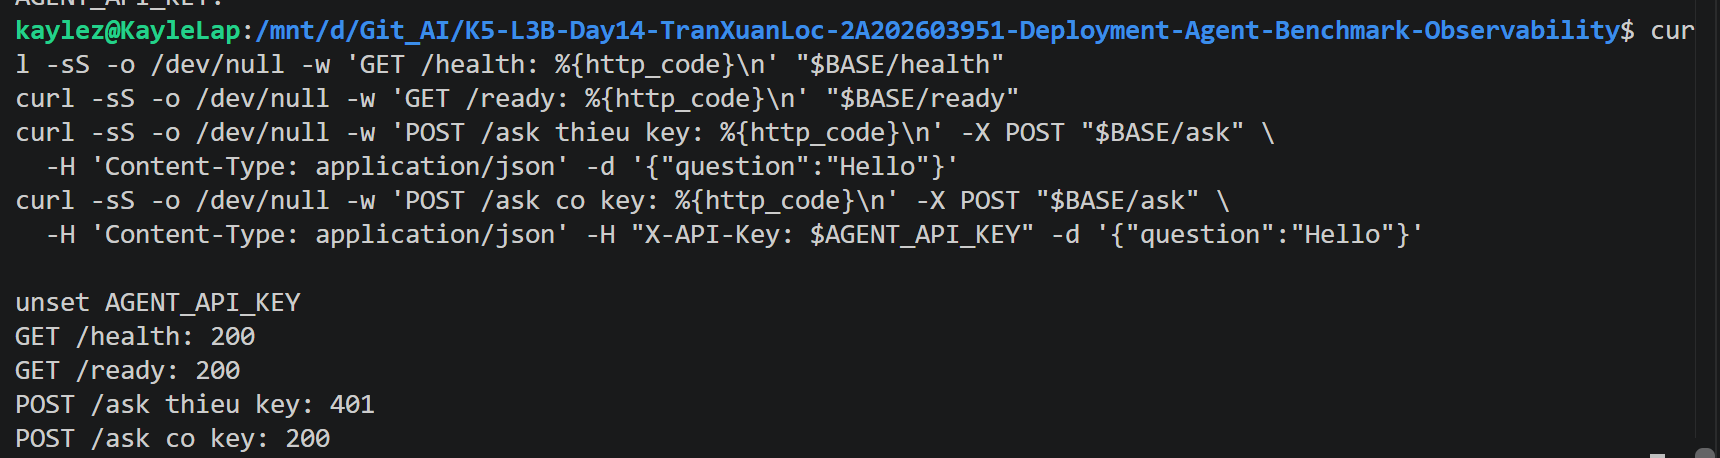 AGENT_API_KEY:
kaylez@KayleLap:/mnt/d/Git_AI/K5-L3B-Day14-TranXuanLoc-2A202603951-Deployment-Agent-Benchmark-Observability$ cur
l -sS -o /dev/null -w 'GET /health: %{http_code}\n' "$BASE/health"
curl -sS -o /dev/null -w 'GET /ready: %{http_code}\n' "$BASE/ready"
curl -sS -o /dev/null -w 'POST /ask thieu key: %{http_code}\n' -X POST "$BASE/ask" \
  -H 'Content-Type: application/json' -d '{"question":"Hello"}'
curl -sS -o /dev/null -w 'POST /ask co key: %{http_code}\n' -X POST "$BASE/ask" \
  -H 'Content-Type: application/json' -H "X-API-Key: $AGENT_API_KEY" -d '{"question":"Hello"}'

unset AGENT_API_KEY
GET /health: 200
GET /ready: 200
POST /ask thieu key: 401
POST /ask co key: 200